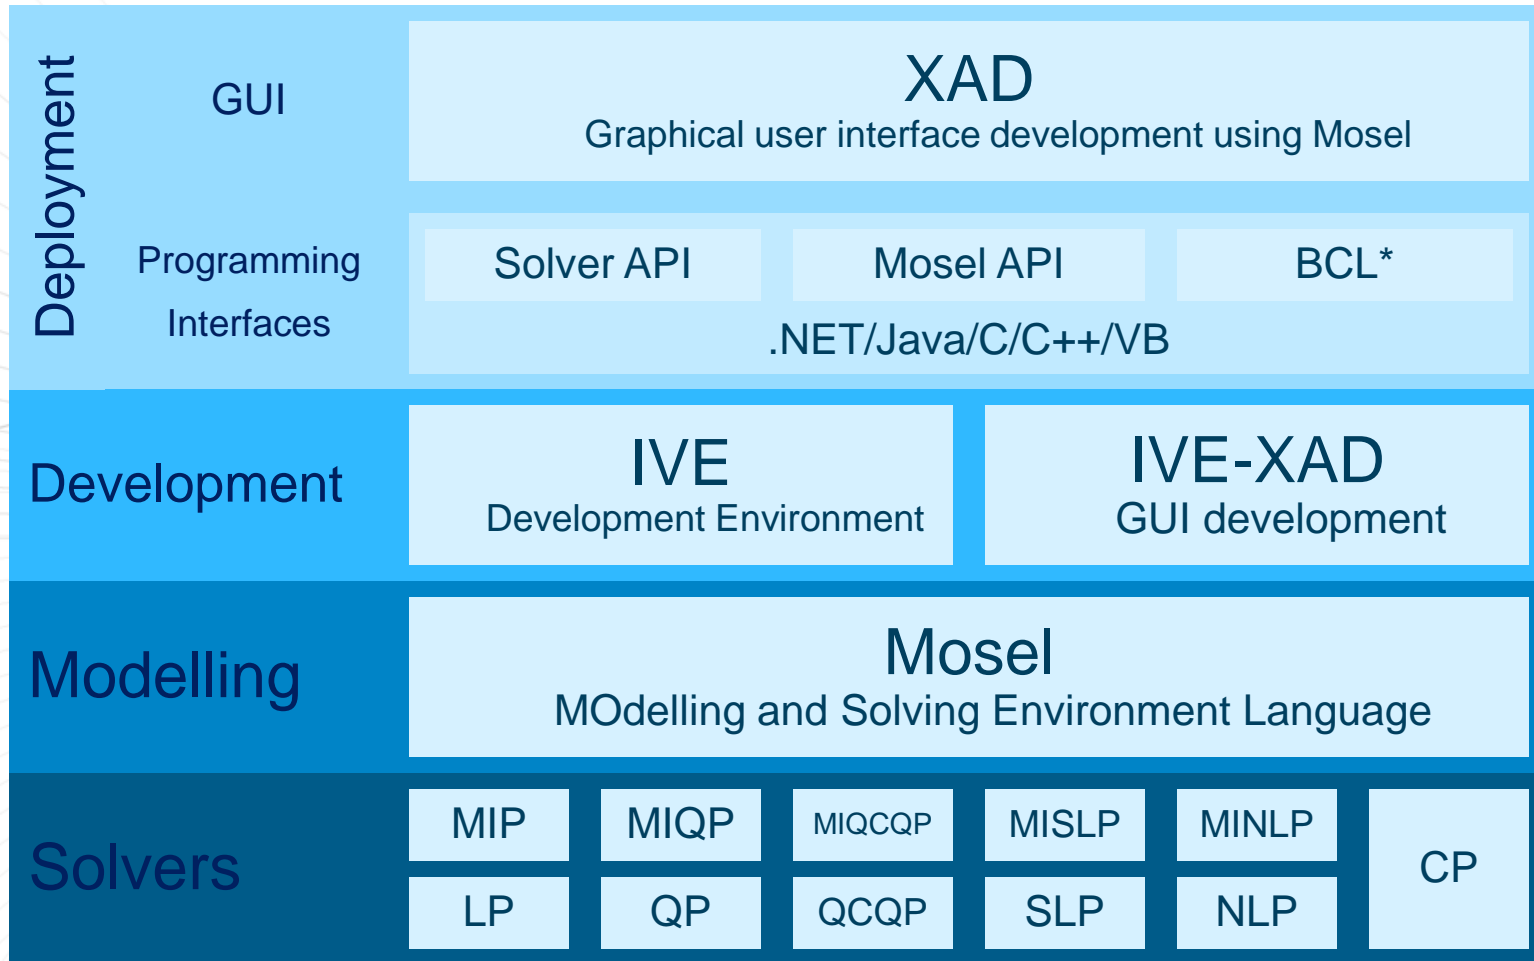 Deployment
GUI
XAD
Graphical user interface development using Mosel
Programming
Interfaces
Solver API
Mosel API
BCL*
.NET/Java/C/C++/VB
Development
IVE
Development Environment
IVE-XAD
GUI development
Modelling
Mosel
MOdelling and Solving Environment Language
Solvers
MIP
MIQP
MIQCQP
MISLP
MINLP
CP
LP
QP
QCQP
SLP
NLP